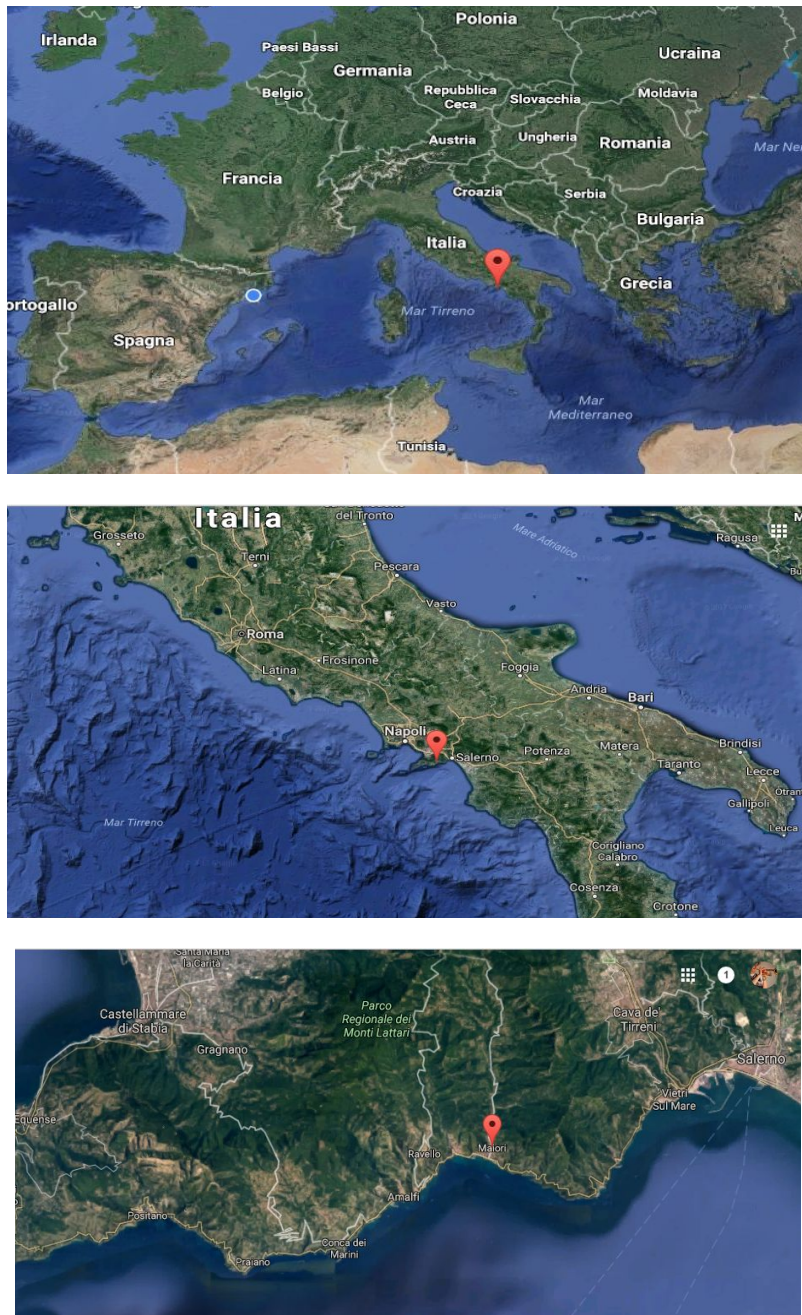 Polonia
Irlanda
Paesi Bassi
Ucraina
Germania
Belgio
Repubblica
Ceca
Slovacchia
Moldavia
Austria
Ungheria
Romania
Francia
Croazia
Serbia
Bulgaria
Italia
Grecia
ortogallo
Mar Tirreno
Spagna
Mar
Mediterraneo
Tunisia
Italia
del Tronto
Grosseto
Mare Adriatico
Ragusa
Terni
Pescara
Vasto
Roma
Frosinone
Latina
Foggia
Andria
Bari
Napoli
Salerno
Potenza
Matera
Brindisi
Taranto
Lecce
Otran
Gallipoli
Leuca
Mar Tirreno
Corigliano
Calabro
Cosenza
Crotone
Santa Maria
la Carità
1
Castellammare
di Stabia
Parco
Regionale dei
Monti Lattari
Cava de'
Tirreni
Gragnano
Salerno
Vietri
Sul Mare
Equense
Ravello
Maiori
Amalfi
Positano
Conca dei
Marini
Praiano